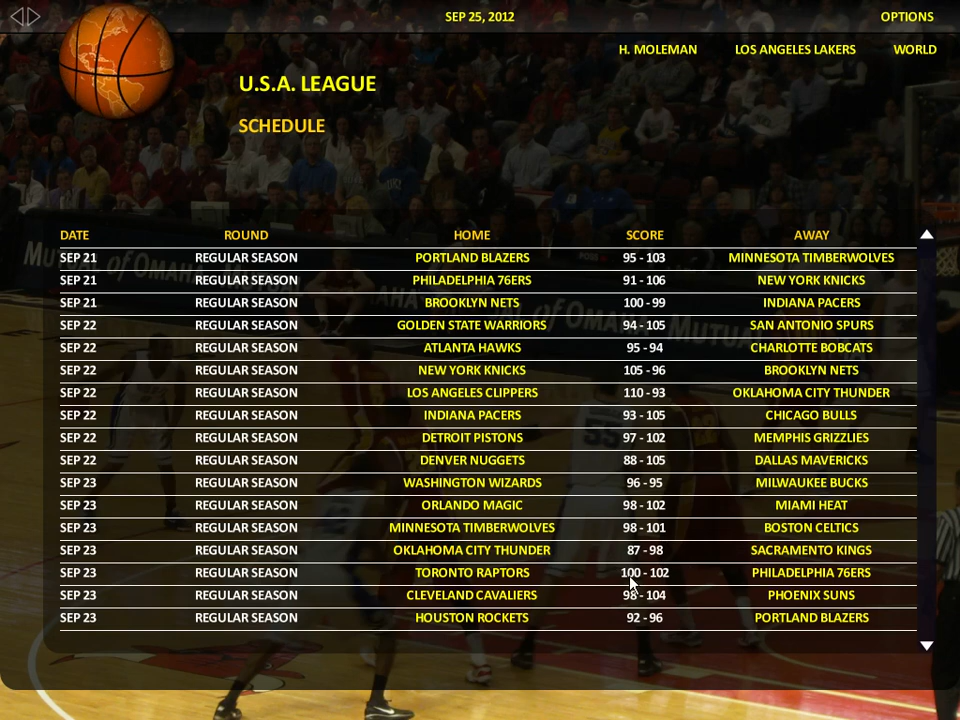 SEP 25, 2012 OPTIONS
H. MOLEMAN LOS ANGELES LAKERS WORLD
U.S.A. LEAGUE
SCHEDULE
DATE ROUND HOME SCORE AWAY
SEP 21 REGULAR SEASON PORTLAND BLAZERS 95 - 103 MINNESOTA TIMBERWOLVES
SEP 21 REGULAR SEASON PHILADELPHIA 76ERS 91 - 106 NEW YORK KNICKS
SEP 21 REGULAR SEASON BROOKLYN NETS 100 - 99 INDIANA PACERS
SEP 22 REGULAR SEASON GOLDEN STATE WARRIORS 94 - 105 SAN ANTONIO SPURS
SEP 22 REGULAR SEASON ATLANTA HAWKS 95 - 94 CHARLOTTE BOBCATS
SEP 22 REGULAR SEASON NEW YORK KNICKS 105 - 96 BROOKLYN NETS
SEP 22 REGULAR SEASON LOS ANGELES CLIPPERS 110 - 93 OKLAHOMA CITY THUNDER
SEP 22 REGULAR SEASON INDIANA PACERS 93 - 105 CHICAGO BULLS
SEP 22 REGULAR SEASON DETROIT PISTONS 97 - 102 MEMPHIS GRIZZLIES
SEP 22 REGULAR SEASON DENVER NUGGETS 88 - 105 DALLAS MAVERICKS
SEP 23 REGULAR SEASON WASHINGTON WIZARDS 96 - 95 MILWAUKEE BUCKS
SEP 23 REGULAR SEASON ORLANDO MAGIC 98 - 102 MIAMI HEAT
SEP 23 REGULAR SEASON MINNESOTA TIMBERWOLVES 98 - 101 BOSTON CELTICS
SEP 23 REGULAR SEASON OKLAHOMA CITY THUNDER 87 - 98 SACRAMENTO KINGS
SEP 23 REGULAR SEASON TORONTO RAPTORS 100 - 102 PHILADELPHIA 76ERS
SEP 23 REGULAR SEASON CLEVELAND CAVALIERS 98 - 104 PHOENIX SUNS
SEP 23 REGULAR SEASON HOUSTON ROCKETS 92 - 96 PORTLAND BLAZERS